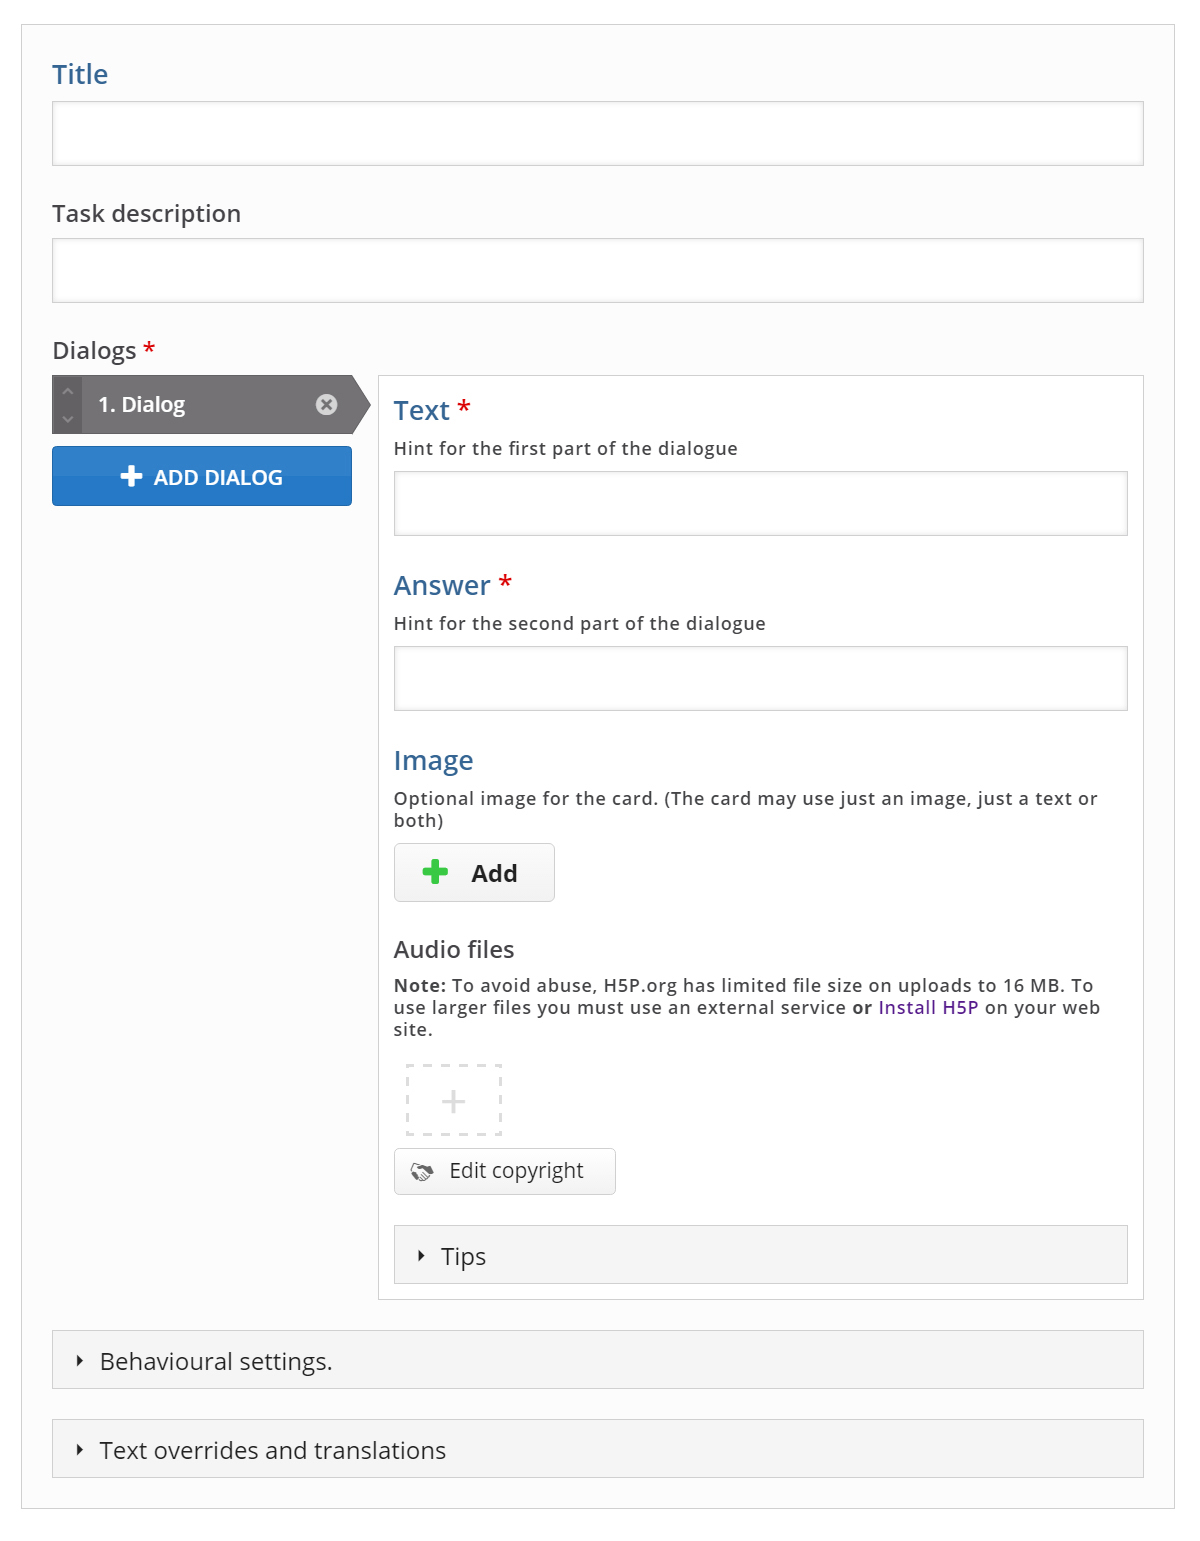 Title
Task description
Dialogs *
1. Dialog
ADD DIALOG
Text *
Hint for the first part of the dialogue
Answer *
Hint for the second part of the dialogue
Image
Optional image for the card. (The card may use just an image, just a text or
both)
Add
Audio files
Note: To avoid abuse, H5P.org has limited file size on uploads to 16 MB. To
use larger files you must use an external service or Install H5P on your web
site.
Edit copyright
Tips
Behavioural settings.
Text overrides and translations